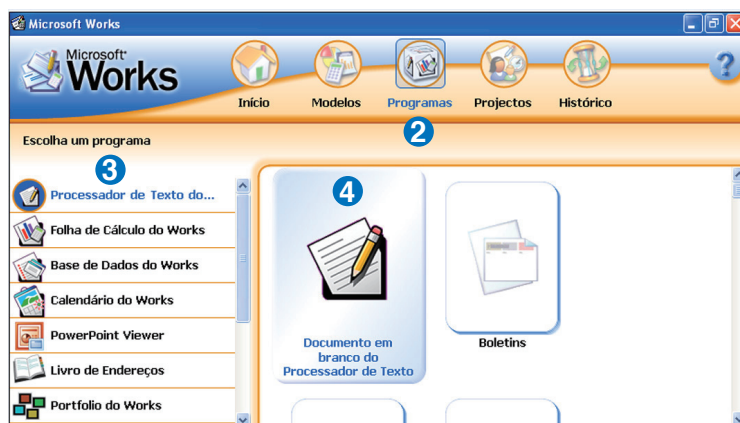 Microsoft Works
Microsoft®
Works
Início
Modelos
Programas
Projectos
Histórico
?
2
Escolha um programa
3
Processador de Texto do...
Folha de Cálculo do Works
Base de Dados do Works
Calendário do Works
PowerPoint Viewer
Livro de Endereços
Portfolio do Works
4
Documento em
branco do
Processador de Texto
Boletins